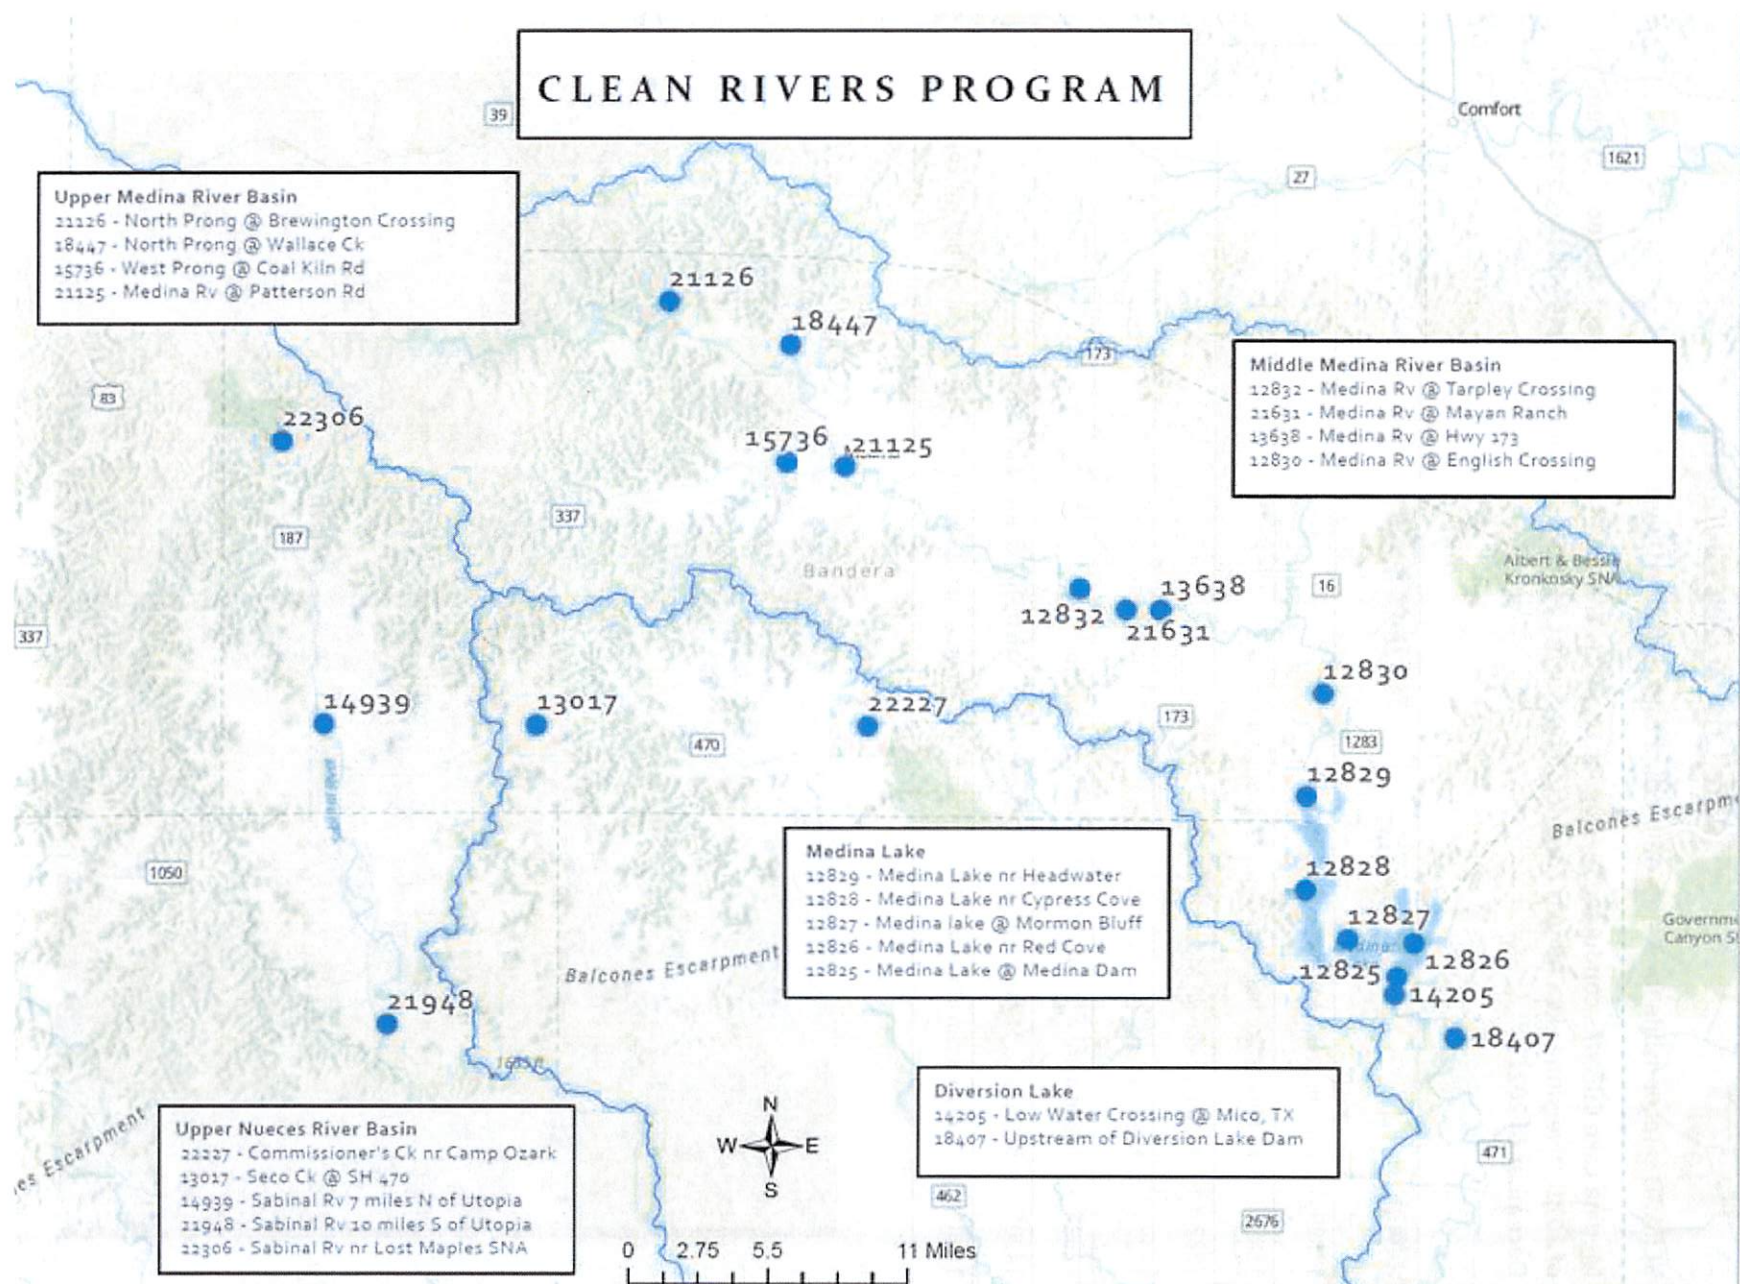 CLEAN RIVERS PROGRAM
39
Comfort
1621
27
Upper Medina River Basin
21126 - North Prong @ Brewington Crossing
18447 - North Prong @ Wallace Ck
15736 - West Prong @ Coal Kiln Rd
21125 - Medina Rv @ Patterson Rd
21126
18447
173
83
Middle Medina River Basin
12832 - Medina Rv @ Tarpley Crossing
21631 - Medina Rv @ Mayan Ranch
13638 - Medina Rv @ Hwy 173
12830 - Medina Rv @ English Crossing
22306
15736
21125
337
187
Bandera
Albert & Bessie
Kronkosky SNA
16
13638
12832
21631
337
12830
14939
13017
22227
173
470
1283
12829
Sabinal River
Balcones Escarpme
Medina Lake
12829 - Medina Lake nr Headwater
12828 - Medina Lake nr Cypress Cove
12827 - Medina lake @ Mormon Bluff
12826 - Medina Lake nr Red Cove
12825 - Medina Lake @ Medina Dam
1050
12828
12827
Governme
Canyon S
Balcones Escarpment
12826
12825
14205
21948
18407
Diversion Lake
14205 - Low Water Crossing @ Mico, TX
18407 - Upstream of Diversion Lake Dam
N
W E
S
es Escarpment
Upper Nueces River Basin
22227 - Commissioner's Ck nr Camp Ozark
13017 - Seco Ck @ SH 470
14939 - Sabinal Rv 7 miles N of Utopia
21948 - Sabinal Rv 10 miles S of Utopia
22306 - Sabinal Rv nr Lost Maples SNA
471
462
2676
0 2.75 5.5 11 Miles